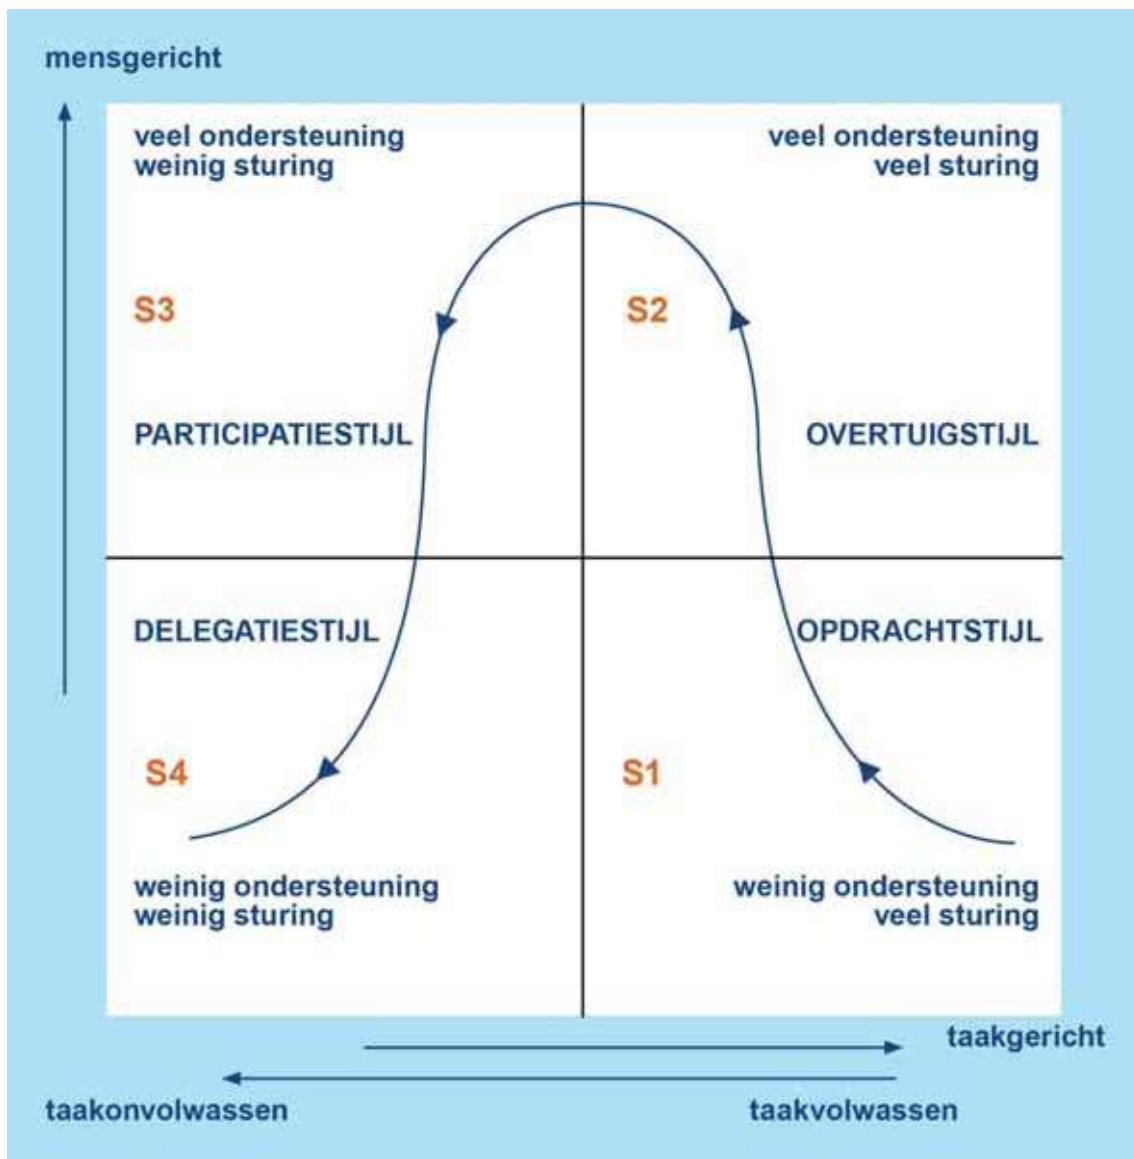 mensgericht
veel ondersteuning
weinig sturing
veel ondersteuning
veel sturing
S3
S2
PARTICIPATIESTIJL
OVERTUIGSTIJL
DELEGATIESTIJL
OPDRACHTSTIJL
S4
S1
weinig ondersteuning
weinig sturing
weinig ondersteuning
veel sturing
taakgericht
taakonvolwassen
taakvolwassen